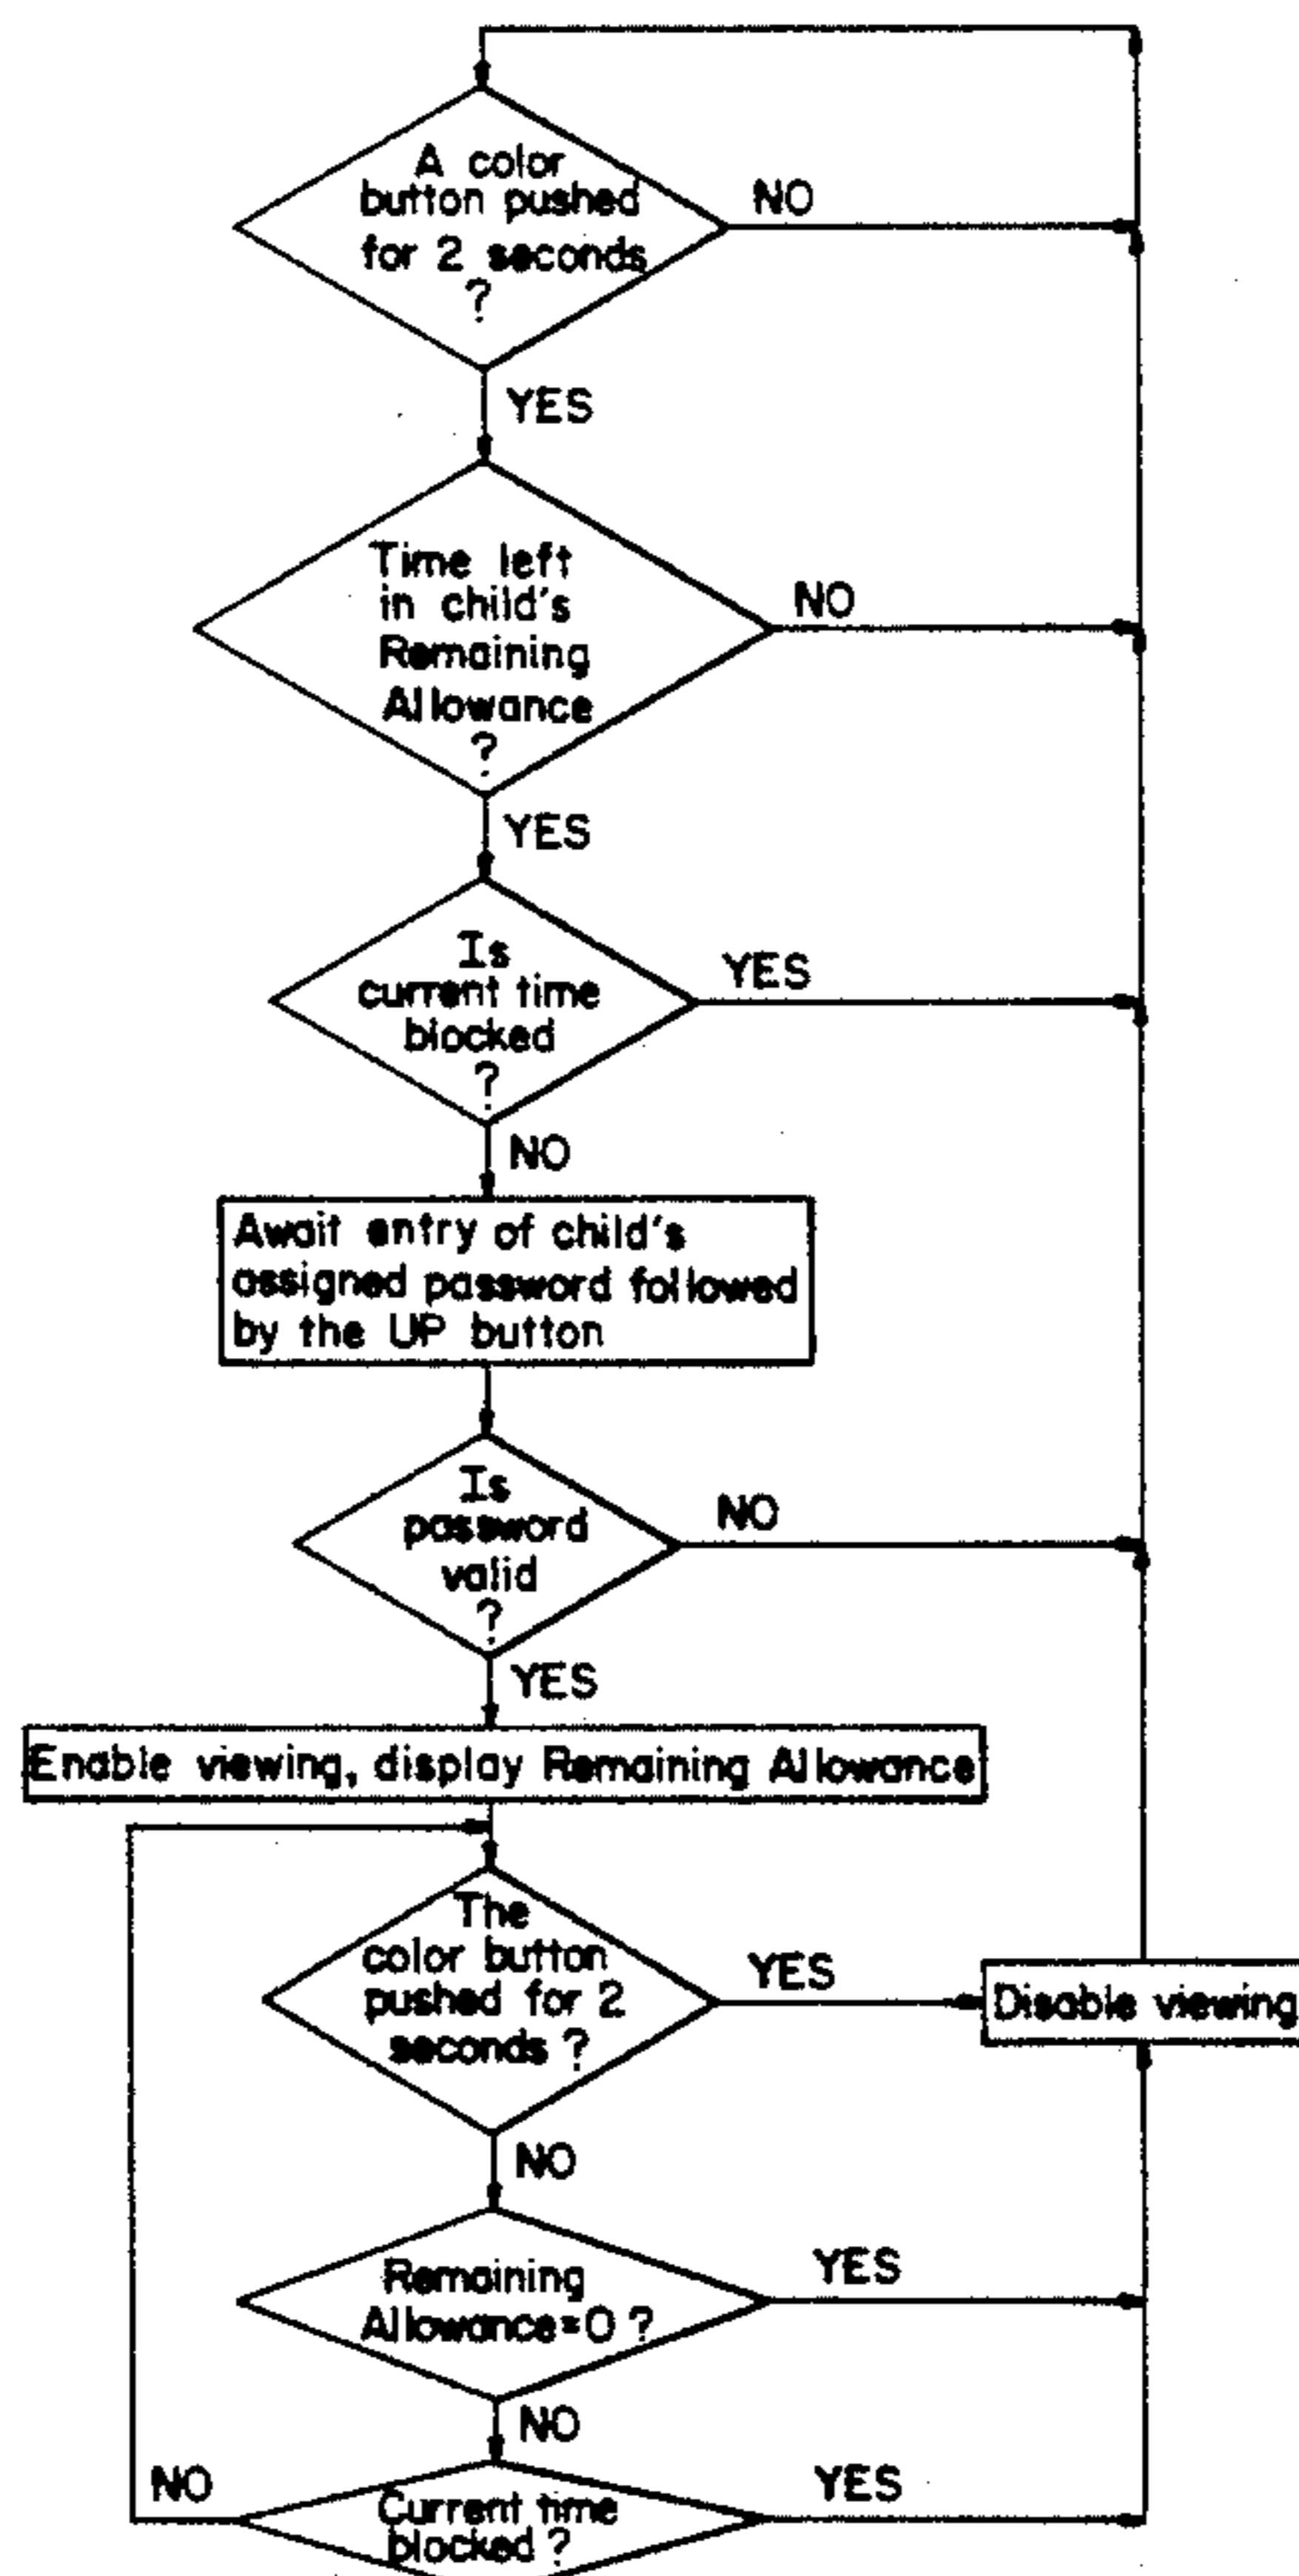 A color
button pushed
for 2 seconds
?
NO
YES
Time left
in child's
Remaining
Allowance
?
NO
YES
Is
current time
blocked
?
YES
NO
Await entry of child's
assigned password followed
by the UP button
Is
password
valid
?
NO
YES
Enable viewing, display Remaining Allowance
The
color button
pushed for 2
seconds ?
YES
Disable viewing
NO
Remaining
Allowance=0 ?
YES
NO
NO
Current time
blocked ?
YES